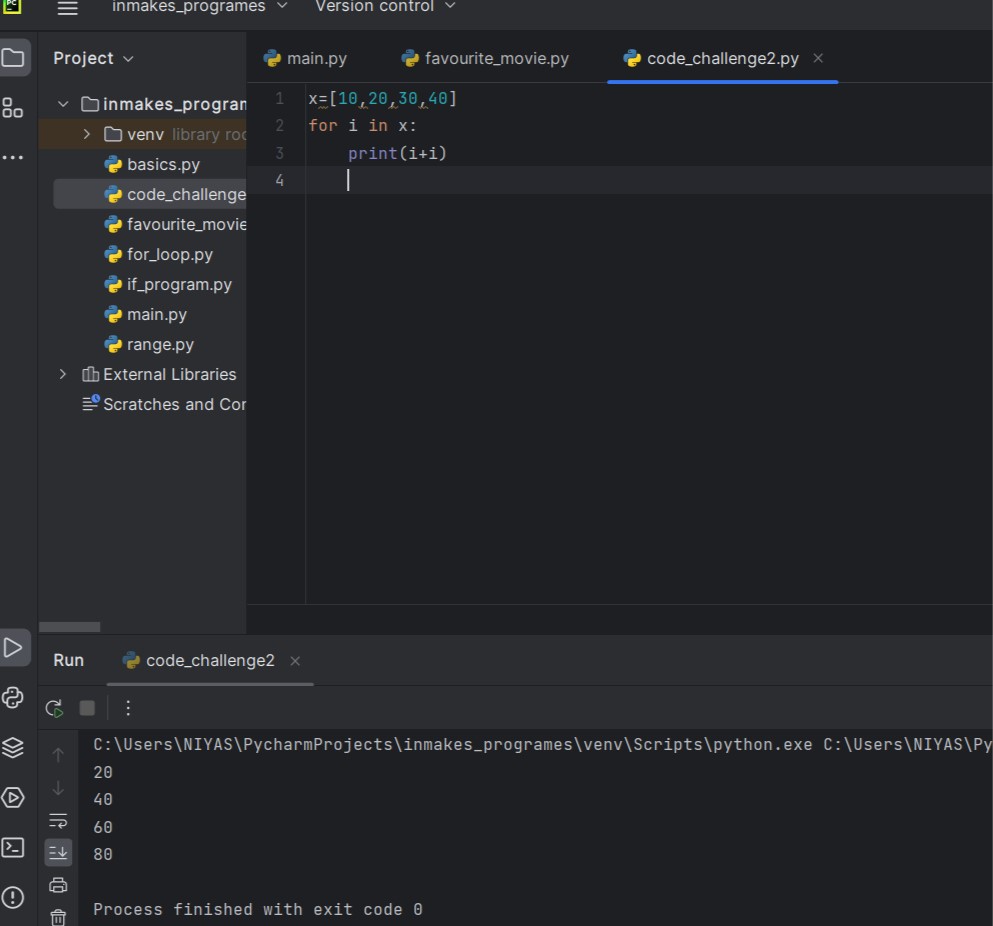 PC
inmakes_programes Version control
Project
main.py favourite_movie.py code_challenge2.py
inmakes_program
venv library roo
basics.py
code_challenge
favourite_movie
for_loop.py
if_program.py
main.py
range.py
External Libraries
Scratches and Con
1 x=[10,20,30,40]
2 for i in x:
3 print(i+i)
4
Run code_challenge2
C:\Users\NIYAS\PycharmProjects\inmakes_programes\venv\Scripts\python.exe C:\Users\NIYAS\Py
20
40
60
80
Process finished with exit code 0